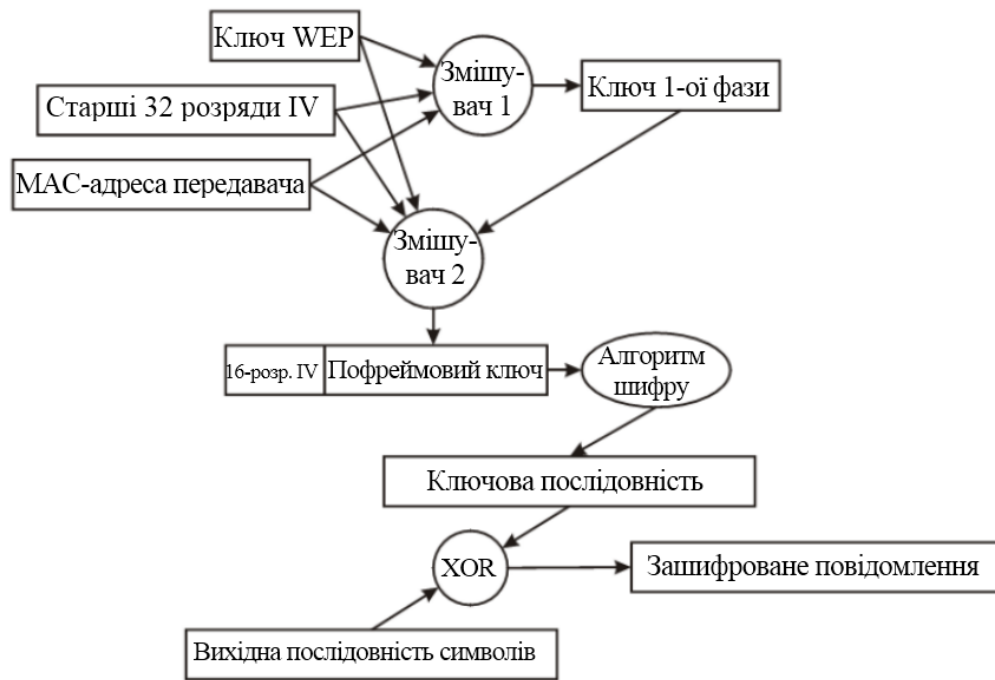 Ключ WEP
Змішу-
вач 1
Ключ 1-ої фази
Старші 32 розряди IV
МАС-адреса передавача
Змішу-
вач 2
16-розр. IV
Пофреймовий ключ
Алгоритм
шифру
Ключова послідовність
XOR
Зашифроване повідомлення
Вихідна послідовність символів